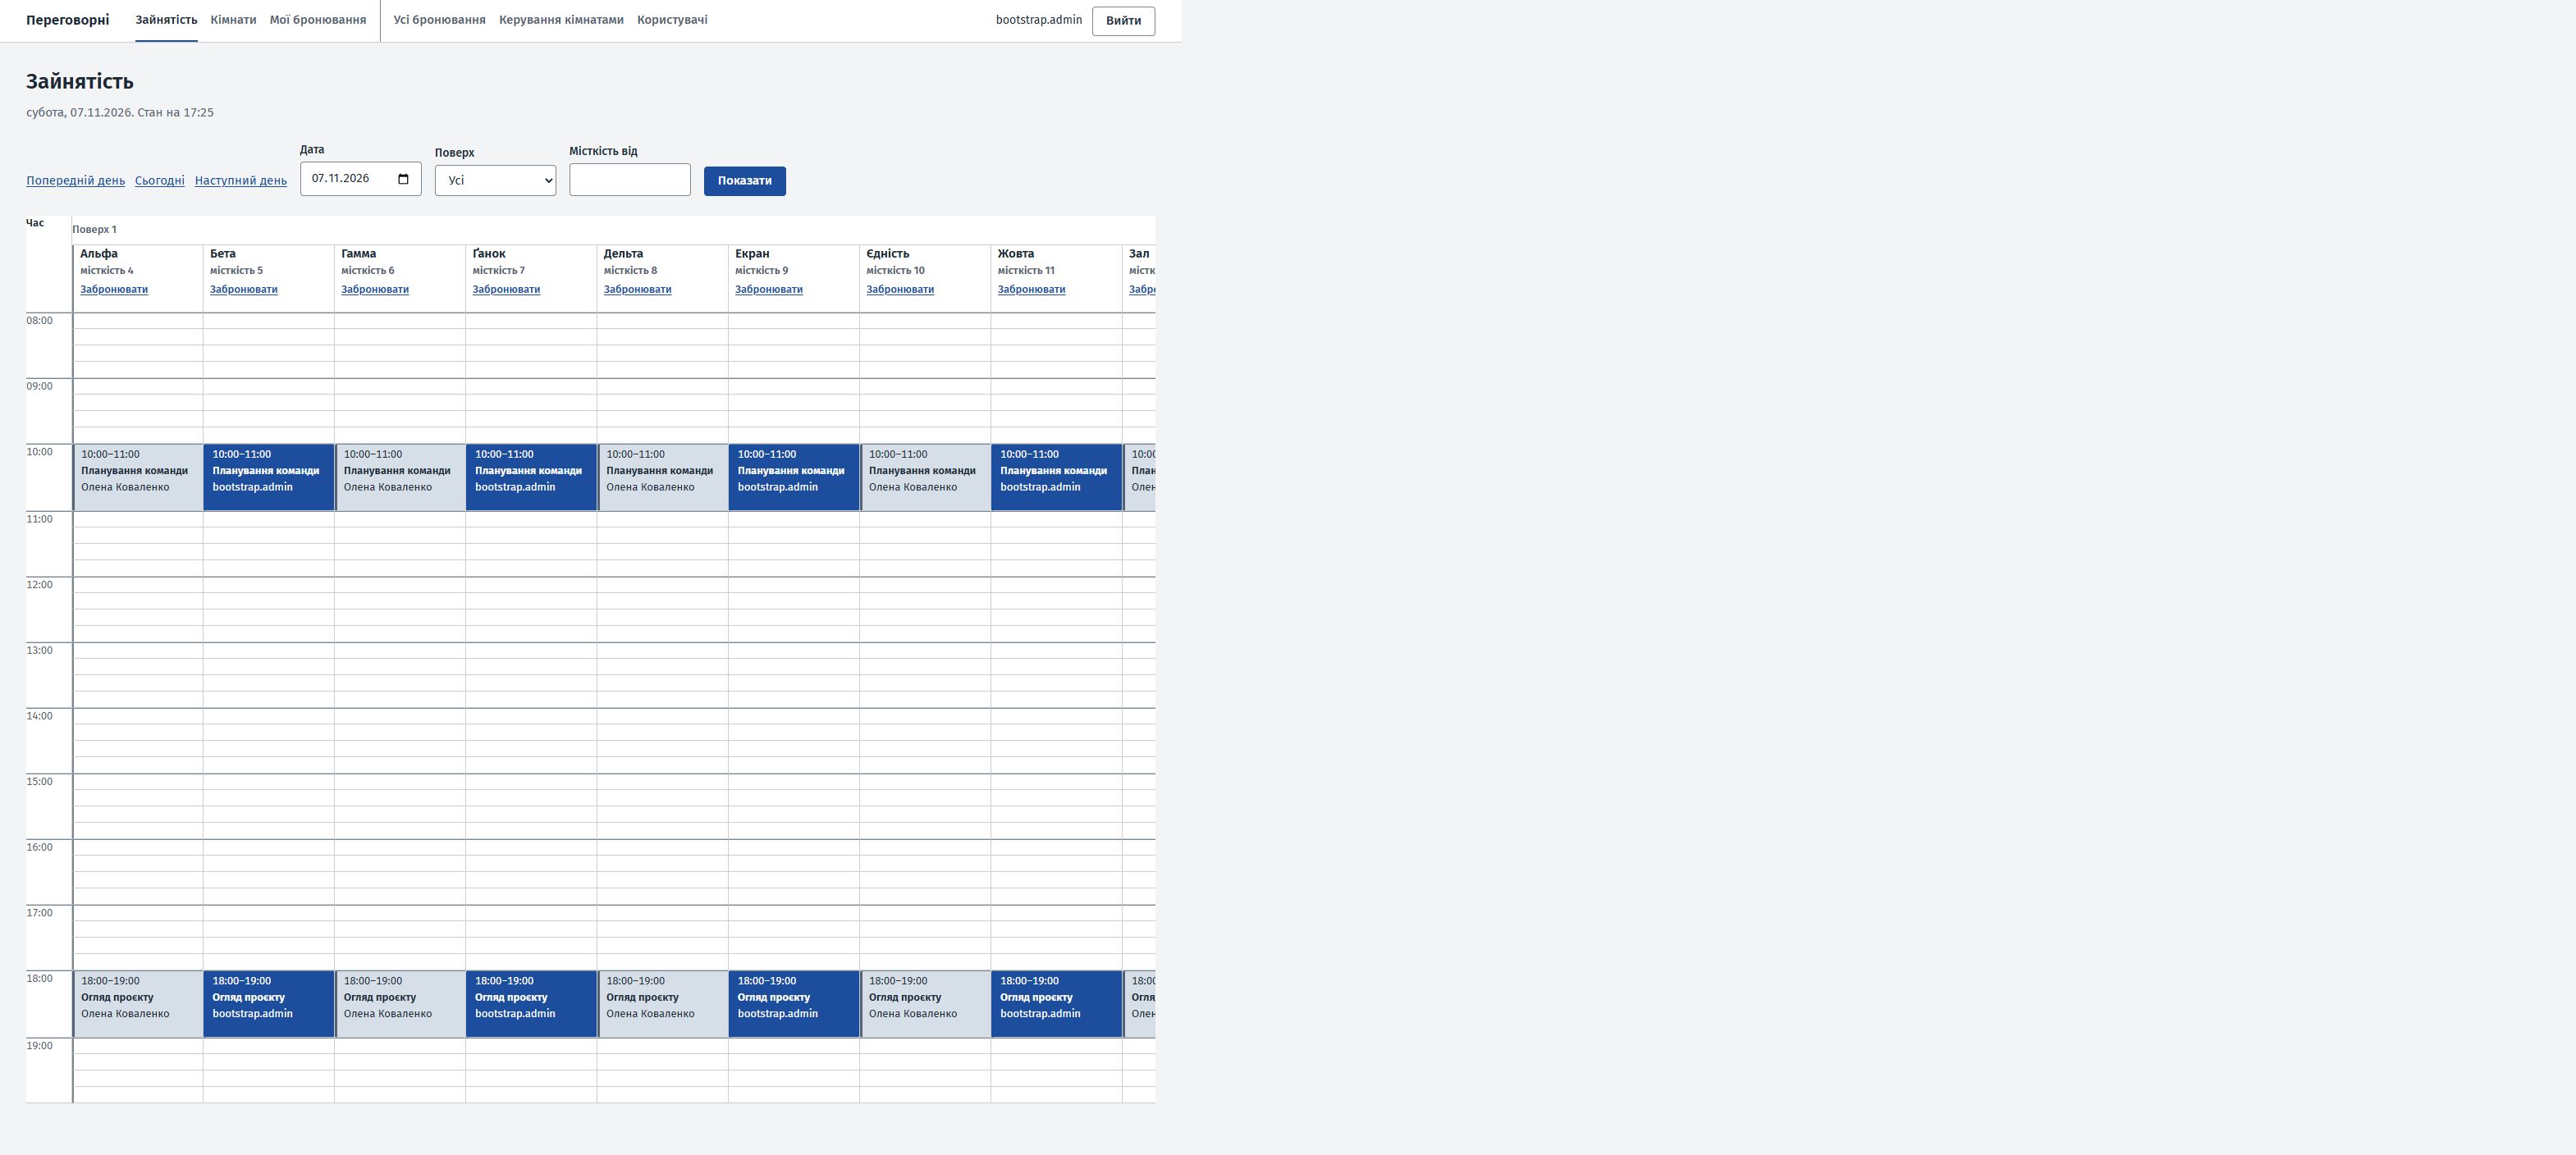 Переговорні Зайнятість Кімнати Мої бронювання Усі бронювання Керування кімнатами Користувачі bootstrap.admin Вийти
Зайнятість
субота, 07.11.2026. Стан на 17:25
Дата Поверх Місткість від
Попередній день Сьогодні Наступний день 07.11.2026 Усі Показати
Час
Поверх 1
Альфа Бета Гамма Ґанок Дельта Екран Єдність Жовта Зал
місткість 4 місткість 5 місткість 6 місткість 7 місткість 8 місткість 9 місткість 10 місткість 11 містк
Забронювати Забронювати Забронювати Забронювати Забронювати Забронювати Забронювати Забронювати Забро
08:00
09:00
10:00 10:00–11:00 10:00–11:00 10:00–11:00 10:00–11:00 10:00–11:00 10:00–11:00 10:00–11:00 10:00–11:00 10:00
Планування команди Планування команди Планування команди Планування команди Планування команди Планування команди Планування команди Планування команди План
Олена Коваленко bootstrap.admin Олена Коваленко bootstrap.admin Олена Коваленко bootstrap.admin Олена Коваленко bootstrap.admin Олен
11:00
12:00
13:00
14:00
15:00
16:00
17:00
18:00 18:00–19:00 18:00–19:00 18:00–19:00 18:00–19:00 18:00–19:00 18:00–19:00 18:00–19:00 18:00–19:00 18:00
Огляд проєкту Огляд проєкту Огляд проєкту Огляд проєкту Огляд проєкту Огляд проєкту Огляд проєкту Огляд проєкту Огля
Олена Коваленко bootstrap.admin Олена Коваленко bootstrap.admin Олена Коваленко bootstrap.admin Олена Коваленко bootstrap.admin Олен
19:00